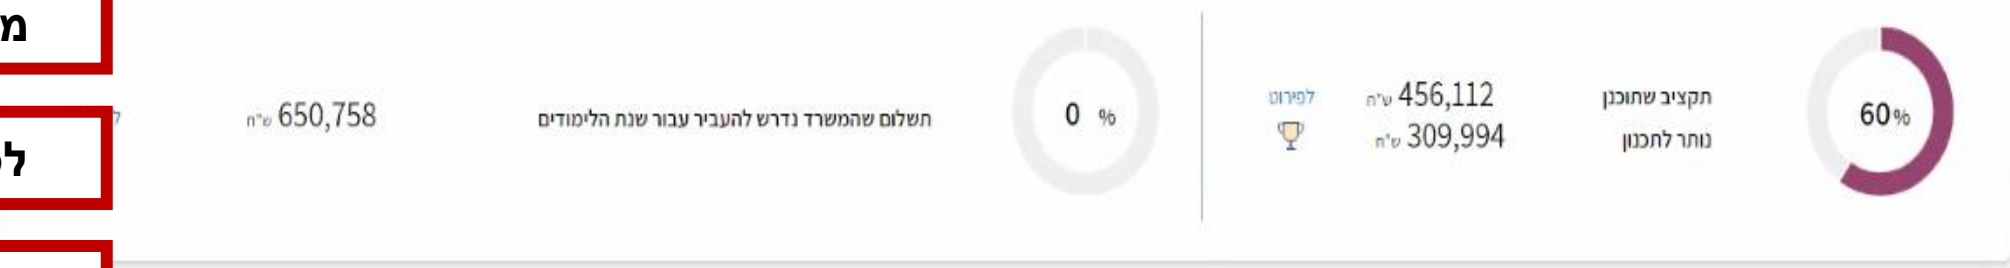 60%
תקציב שתוכנן 456,112 ש"ח לפירוט
נותר לתכנון 309,994 ש"ח
0 %
תשלום שהמשרד נדרש להעביר עבור שנת הלימודים 650,758 ש"ח